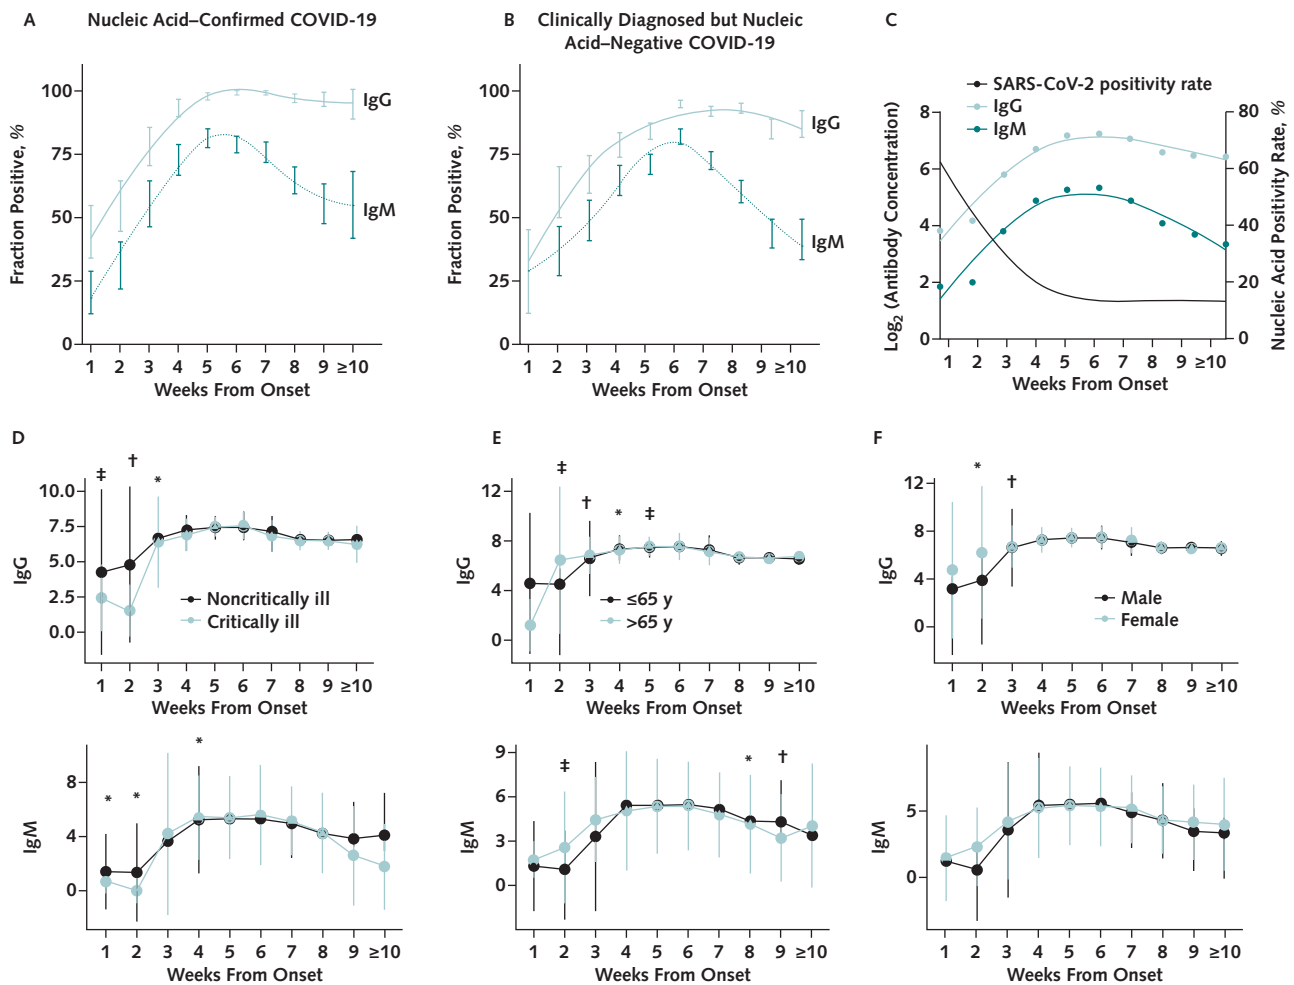 A
Nucleic Acid–Confirmed COVID-19
100
75
50
25
0
Fraction Positive, %
IgG
IgM
1 2 3 4 5 6 7 8 9 ≥10
Weeks From Onset
B
Clinically Diagnosed but Nucleic
Acid–Negative COVID-19
100
75
50
25
0
Fraction Positive, %
IgG
IgM
1 2 3 4 5 6 7 8 9 ≥10
Weeks From Onset
C
SARS-CoV-2 positivity rate
IgG
IgM
8
6
4
2
0
Log2 (Antibody Concentration)
80
60
40
20
0
Nucleic Acid Positivity Rate, %
1 2 3 4 5 6 7 8 9 ≥10
Weeks From Onset
D
‡ † *
10.0
7.5
5.0
2.5
0.0
IgG
Noncritically ill
Critically ill
1 2 3 4 5 6 7 8 9 ≥10
Weeks From Onset
* * *
8
4
0
IgM
1 2 3 4 5 6 7 8 9 ≥10
Weeks From Onset
E
‡ † * ‡
12
8
4
0
IgG
≤65 y
>65 y
1 2 3 4 5 6 7 8 9 ≥10
Weeks From Onset
‡ * †
9
6
3
0
IgM
1 2 3 4 5 6 7 8 9 ≥10
Weeks From Onset
F
* †
12
8
4
0
IgG
Male
Female
1 2 3 4 5 6 7 8 9 ≥10
Weeks From Onset
5
0
IgM
1 2 3 4 5 6 7 8 9 ≥10
Weeks From Onset